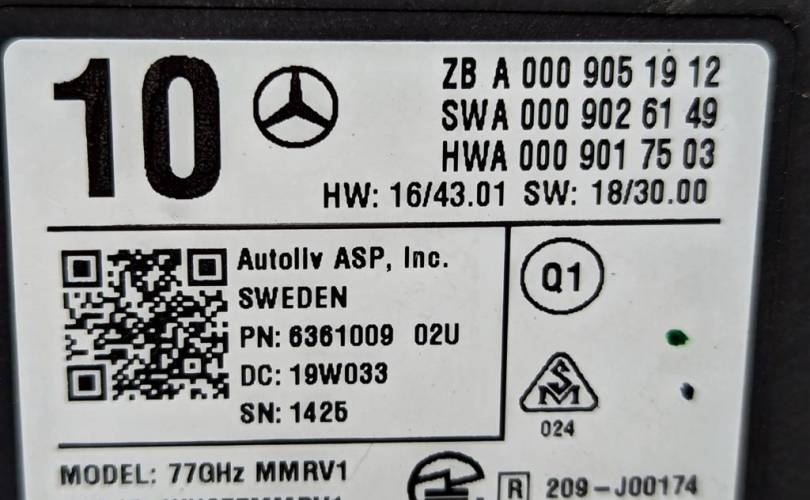 10
ZB A 000 905 19 12
SWA 000 902 61 49
HWA 000 901 75 03
HW: 16/43.01 SW: 18/30.00
Autoliv ASP, Inc.
SWEDEN
PN: 6361009 02U
DC: 19W033
SN: 1425
Q1
SM
024
MODEL: 77GHz MMRV1
R 209-J00174